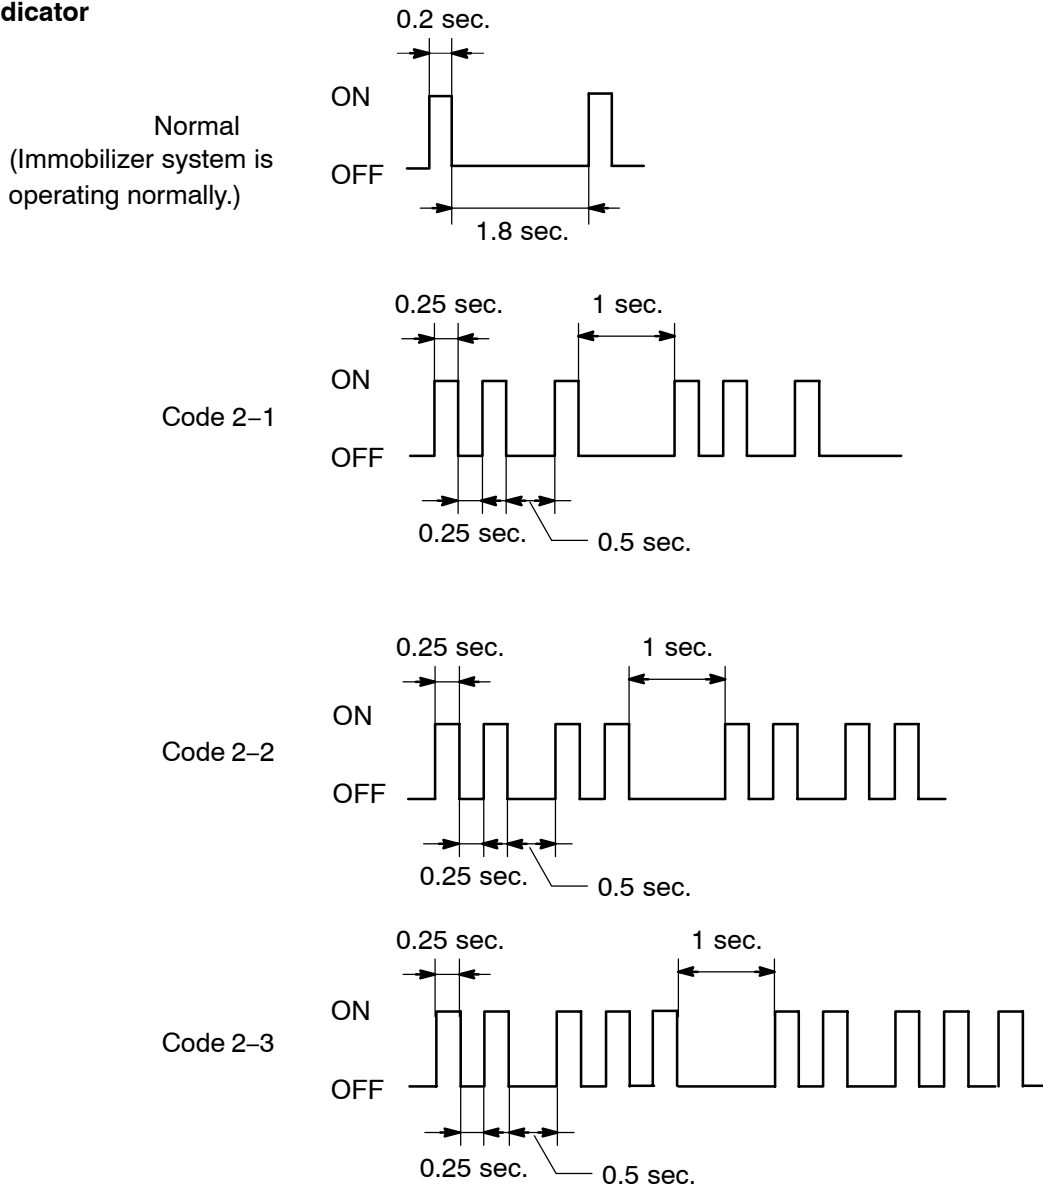 dicator
0.2 sec.
ON
Normal
(Immobilizer system is
operating normally.)
OFF
1.8 sec.
0.25 sec.
1 sec.
ON
Code 2–1
OFF
0.25 sec.
0.5 sec.
0.25 sec.
1 sec.
ON
Code 2–2
OFF
0.25 sec.
0.5 sec.
0.25 sec.
1 sec.
ON
Code 2–3
OFF
0.25 sec.
0.5 sec.